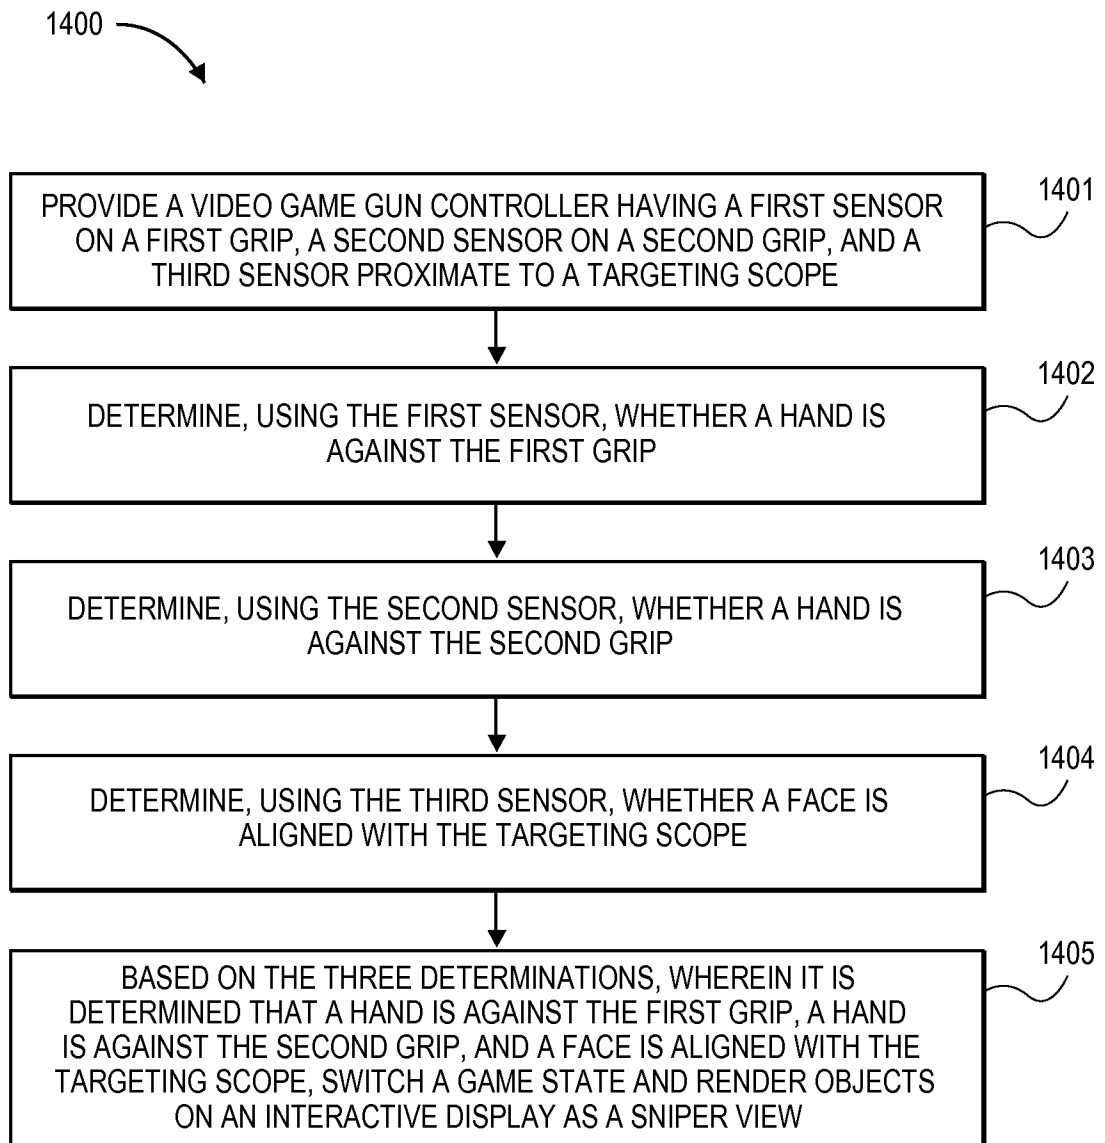 1400
1401
PROVIDE A VIDEO GAME GUN CONTROLLER HAVING A FIRST SENSOR
ON A FIRST GRIP, A SECOND SENSOR ON A SECOND GRIP, AND A
THIRD SENSOR PROXIMATE TO A TARGETING SCOPE
1402
DETERMINE, USING THE FIRST SENSOR, WHETHER A HAND IS
AGAINST THE FIRST GRIP
1403
DETERMINE, USING THE SECOND SENSOR, WHETHER A HAND IS
AGAINST THE SECOND GRIP
1404
DETERMINE, USING THE THIRD SENSOR, WHETHER A FACE IS
ALIGNED WITH THE TARGETING SCOPE
1405
BASED ON THE THREE DETERMINATIONS, WHEREIN IT IS
DETERMINED THAT A HAND IS AGAINST THE FIRST GRIP, A HAND
IS AGAINST THE SECOND GRIP, AND A FACE IS ALIGNED WITH THE
TARGETING SCOPE, SWITCH A GAME STATE AND RENDER OBJECTS
ON AN INTERACTIVE DISPLAY AS A SNIPER VIEW